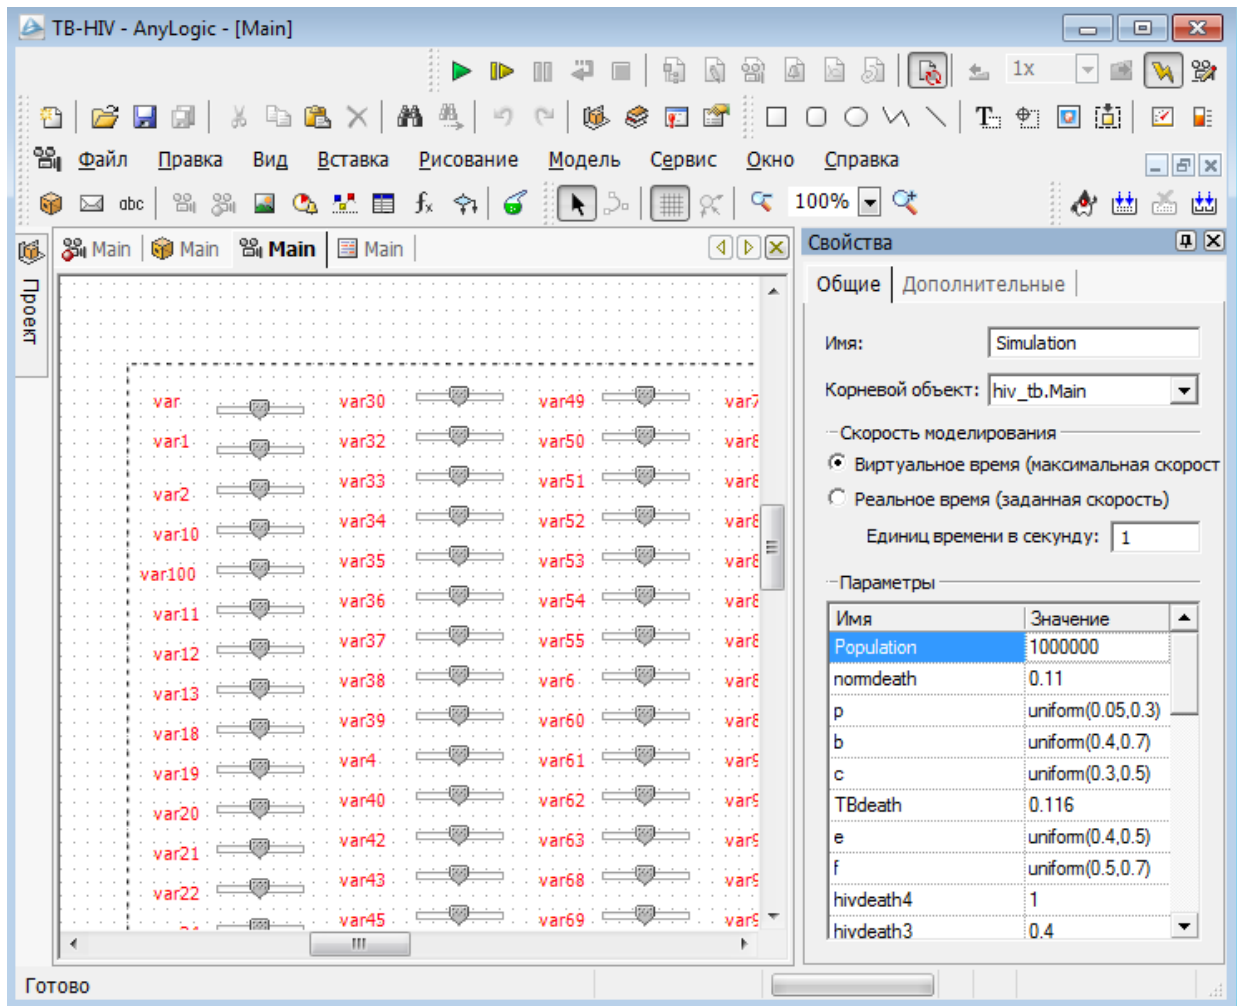 TB-HIV - AnyLogic - [Main]
1x
Файл Правка Вид Вставка Рисование Модель Сервис Окно Справка
abc
100%
Main Main Main Main
Проект
var var30 var49
var1 var32 var50
var2 var33 var51
var10 var34 var52
var100 var35 var53
var11 var36 var54
var12 var37 var55
var13 var38 var6
var18 var39 var60
var19 var4 var61
var20 var40 var62
var21 var42 var63
var22 var43 var68
var45 var69
Свойства
Общие Дополнительные
Имя: Simulation
Корневой объект: hiv_tb.Main
Скорость моделирования
Виртуальное время (максимальная скорост
Реальное время (заданная скорость)
Единиц времени в секунду: 1
Параметры
Имя Значение
Population 1000000
normdeath 0.11
p uniform(0.05,0.3)
b uniform(0.4,0.7)
c uniform(0.3,0.5)
TBdeath 0.116
e uniform(0.4,0.5)
f uniform(0.5,0.7)
hivdeath4 1
hivdeath3 0.4
Готово